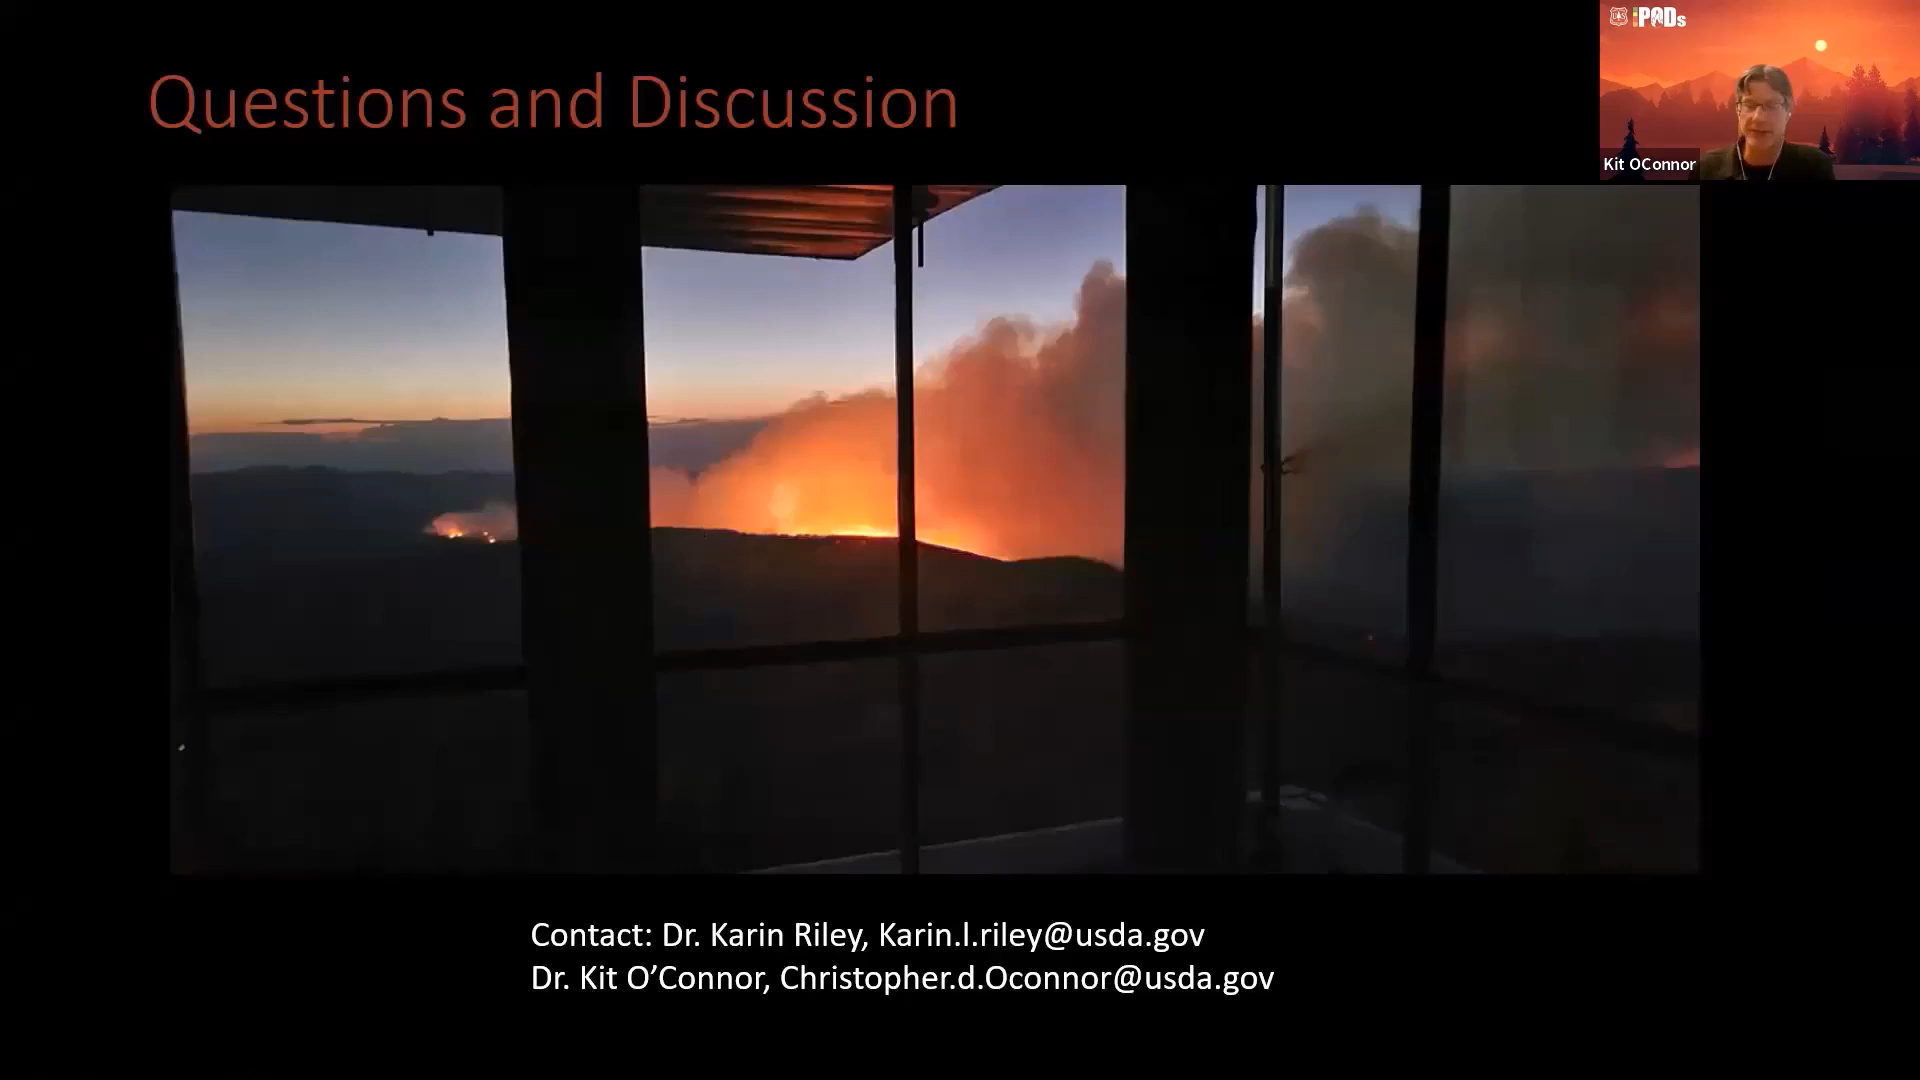 PODs
Questions and Discussion
Kit OConnor
Contact: Dr. Karin Riley, Karin.l.riley@usda.gov
Dr. Kit O’Connor, Christopher.d.Oconnor@usda.gov